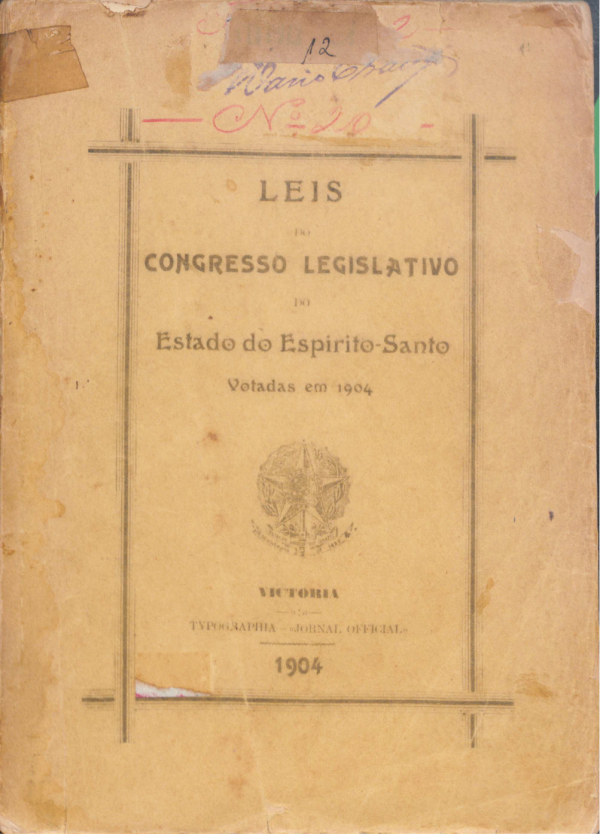 12
Nº 20
LEIS
DO
CONGRESSO LEGISLATIVO
DO
Estado do Espirito-Santo
Votadas em 1904
VICTORIA
TYPOGRAPHIA—«JORNAL OFFICIAL»
1904